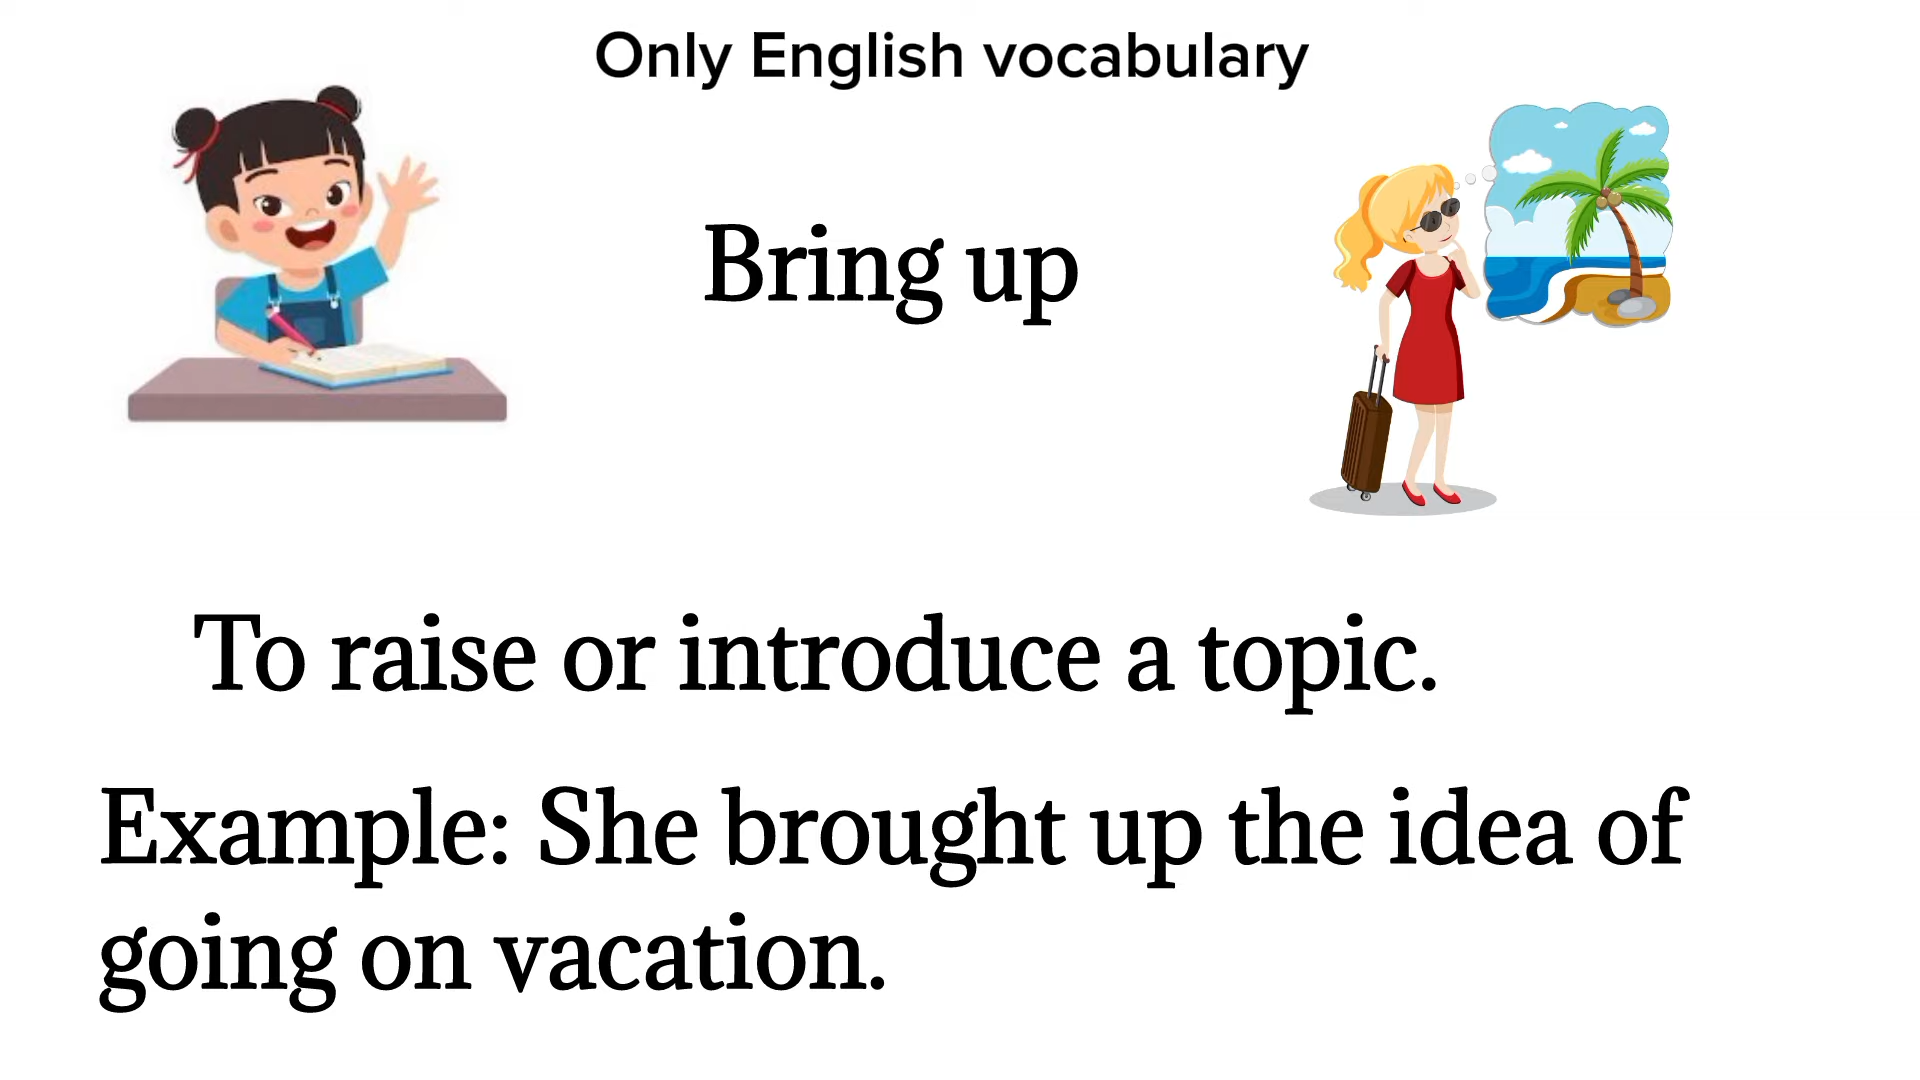 Only English vocabulary
Bring up
To raise or introduce a topic.
Example: She brought up the idea of
going on vacation.